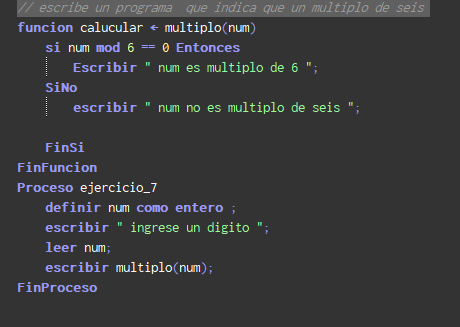 // escribe un programa  que indica que un multiplo de seis
funcion calucular ← multiplo(num)
si num mod 6 == 0 Entonces
Escribir " num es multiplo de 6 ";
SiNo
escribir " num no es multiplo de seis ";
FinSi
FinFuncion
Proceso ejercicio_7
definir num como entero ;
escribir " ingrese un digito ";
leer num;
escribir multiplo(num);
FinProceso